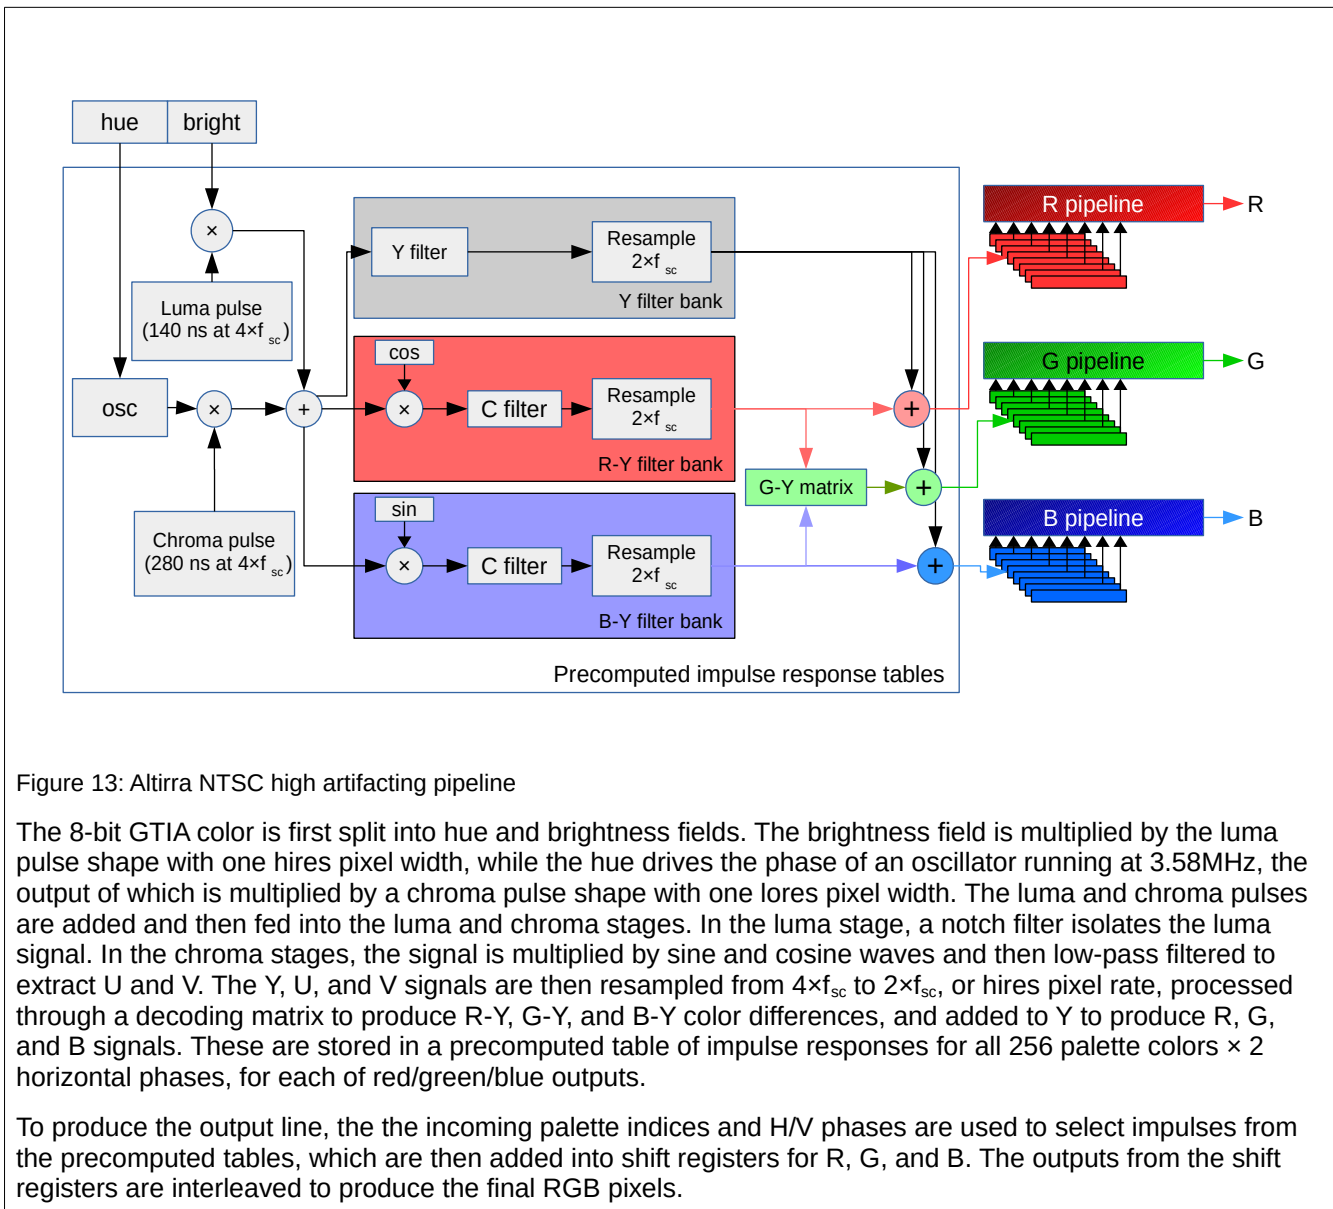 hue bright
×
Luma pulse
(140 ns at 4×fsc)
osc
×
+
Chroma pulse
(280 ns at 4×fsc)
Y filter
Resample
2×fsc
Y filter bank
cos
×
C filter
Resample
2×fsc
R-Y filter bank
sin
×
C filter
Resample
2×fsc
B-Y filter bank
G-Y matrix
+
+
+
Precomputed impulse response tables
R pipeline
R
G pipeline
G
B pipeline
B
Figure 13: Altirra NTSC high artifacting pipeline
The 8-bit GTIA color is first split into hue and brightness fields. The brightness field is multiplied by the luma
pulse shape with one hires pixel width, while the hue drives the phase of an oscillator running at 3.58MHz, the
output of which is multiplied by a chroma pulse shape with one lores pixel width. The luma and chroma pulses
are added and then fed into the luma and chroma stages. In the luma stage, a notch filter isolates the luma
signal. In the chroma stages, the signal is multiplied by sine and cosine waves and then low-pass filtered to
extract U and V. The Y, U, and V signals are then resampled from 4×fsc to 2×fsc, or hires pixel rate, processed
through a decoding matrix to produce R-Y, G-Y, and B-Y color differences, and added to Y to produce R, G,
and B signals. These are stored in a precomputed table of impulse responses for all 256 palette colors × 2
horizontal phases, for each of red/green/blue outputs.
To produce the output line, the the incoming palette indices and H/V phases are used to select impulses from
the precomputed tables, which are then added into shift registers for R, G, and B. The outputs from the shift
registers are interleaved to produce the final RGB pixels.